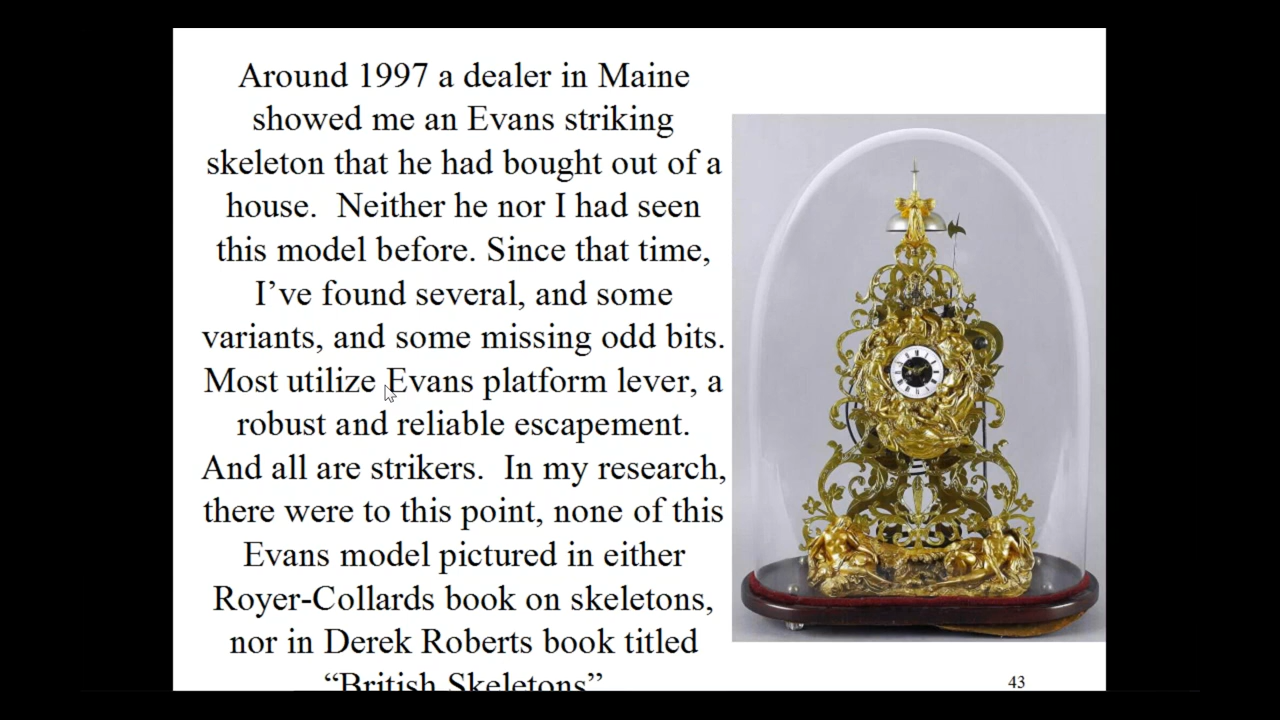 Around 1997 a dealer in Maine
showed me an Evans striking
skeleton that he had bought out of a
house.  Neither he nor I had seen
this model before. Since that time,
I’ve found several, and some
variants, and some missing odd bits.
Most utilize Evans platform lever, a
robust and reliable escapement.
And all are strikers.  In my research,
there were to this point, none of this
Evans model pictured in either
Royer-Collards book on skeletons,
nor in Derek Roberts book titled
“British Skeletons”
43